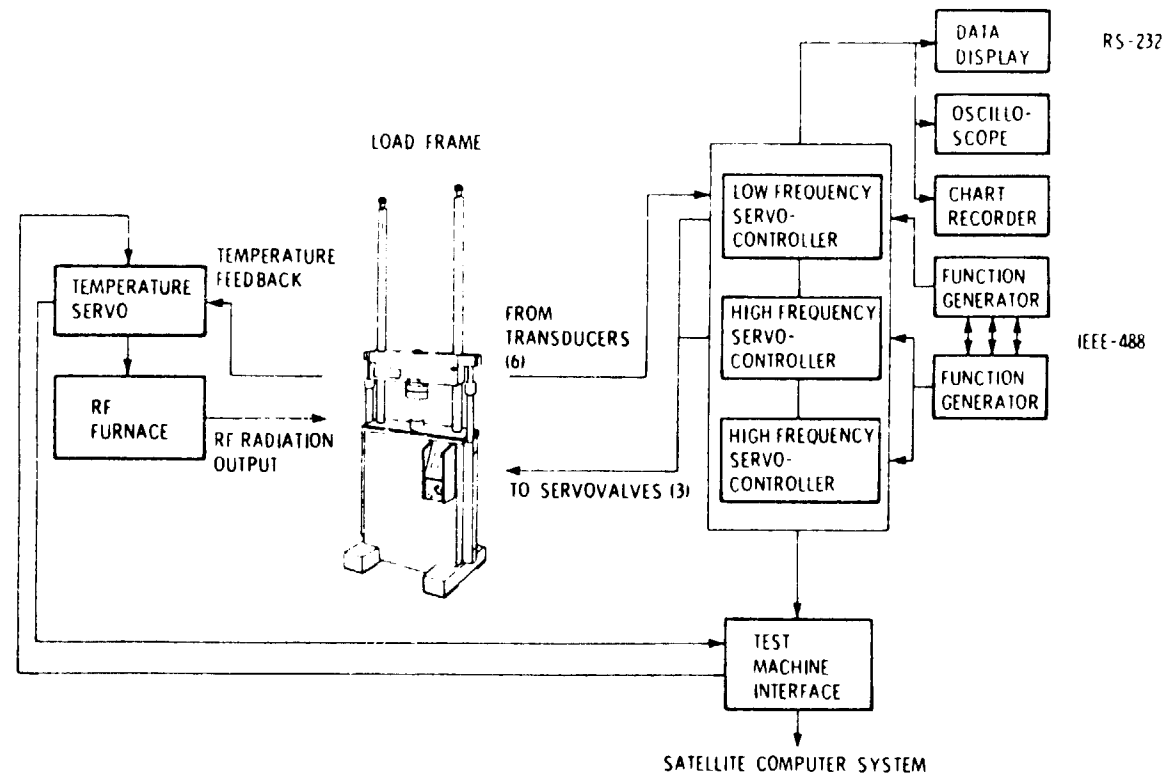 DATA
DISPLAY
RS-232
OSCILLO-
SCOPE
CHART
RECORDER
LOAD FRAME
LOW FREQUENCY
SERVO-
CONTROLLER
TEMPERATURE
FEEDBACK
TEMPERATURE
SERVO
FUNCTION
GENERATOR
FROM
TRANSDUCERS
(6)
HIGH FREQUENCY
SERVO-
CONTROLLER
IEEE-488
FUNCTION
GENERATOR
RF
FURNACE
RF RADIATION
OUTPUT
HIGH FREQUENCY
SERVO-
CONTROLLER
TO SERVOVALVES (3)
TEST
MACHINE
INTERFACE
SATELLITE COMPUTER SYSTEM